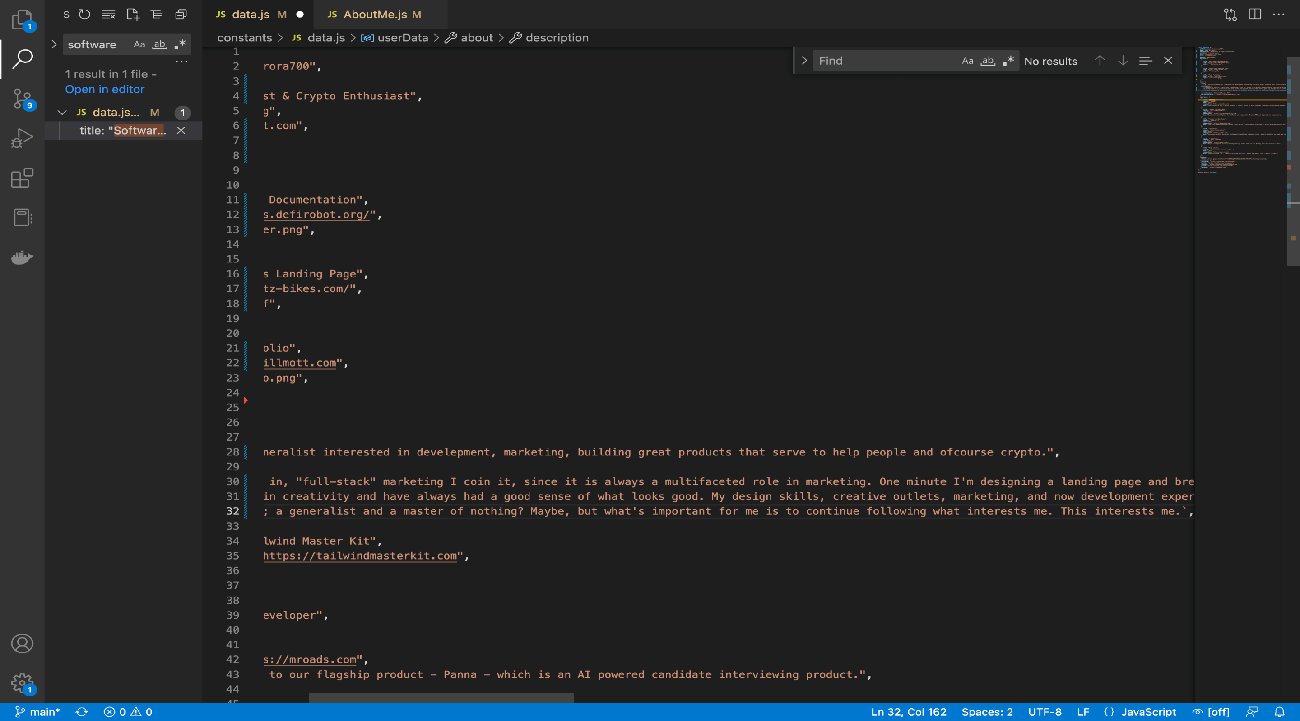 JS data.js M
JS AboutMe.js M
constants > JS data.js > userData > about > description
software Aa ab .*
1 result in 1 file -
Open in editor
JS data.js... M 1
title: "Softwar...
Find Aa ab .* No results
1
2 rora700",
3
4 st & Crypto Enthusiast",
5 g",
6 t.com",
7
8
9
10
11 Documentation",
12 s.dcfirobot.org/",
13 er.png",
14
15
16 s Landing Page",
17 tz-bikes.com/",
18 f",
19
20
21 olio",
22 illmott.com",
23 o.png",
24
25
26
27
28 neralist interested in develepment, marketing, building great products that serve to help people and ofcourse crypto.",
29
30 in, "full-stack" marketing I coin it, since it is always a multifaceted role in marketing. One minute I'm designing a landing page and bre
31 in creativity and have always had a good sense of what looks good. My design skills, creative outlets, marketing, and now development exper
32 ; a generalist and a master of nothing? Maybe, but what's important for me is to continue following what interests me. This interests me.`,
33
34 lwind Master Kit",
35 https://tailwindmasterkit.com",
36
37
38
39 eveloper",
40
41
42 s://mroads.com",
43 to our flagship product - Panna - which is an AI powered candidate interviewing product.",
44
1
9
1
main* 0 0 Ln 32, Col 162 Spaces: 2 UTF-8 LF {} JavaScript [off]